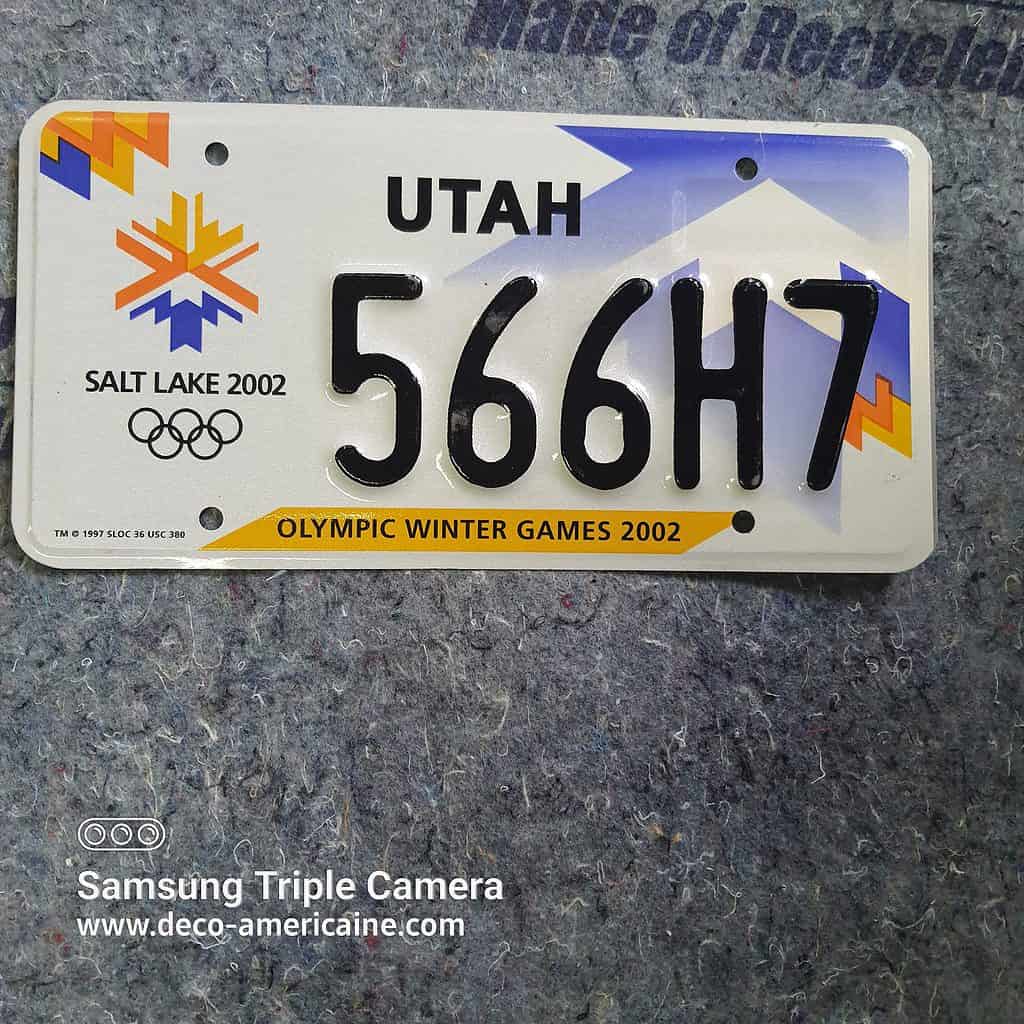 Made of Recycled
UTAH
566H7
SALT LAKE 2002
TM © 1997 SLOC 36 USC 380
OLYMPIC WINTER GAMES 2002
Samsung Triple Camera
www.deco-americaine.com